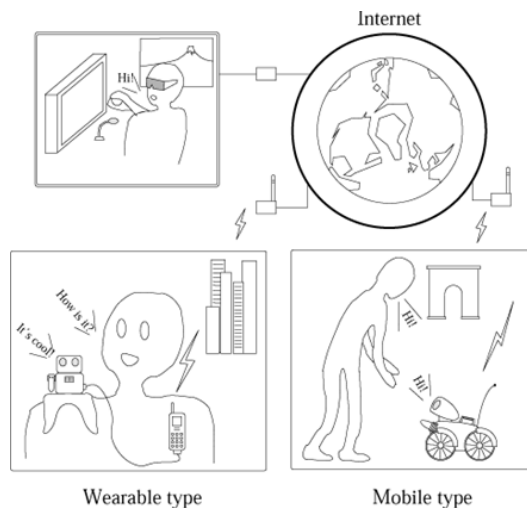 Internet
Hi!
How is it?
It's cool!
Hi!
Hi!
Wearable type
Mobile type